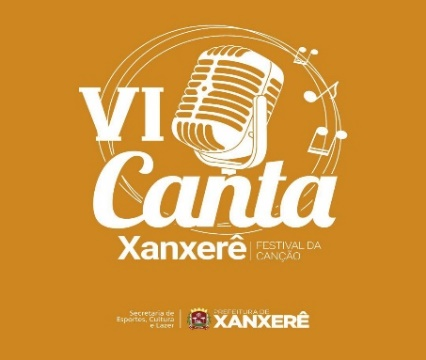 VI
Canta
Xanxerê
FESTIVAL DA
CANÇÃO
Secretaria de
Esportes, Cultura
e Lazer
PREFEITURA DE
XANXERÊ